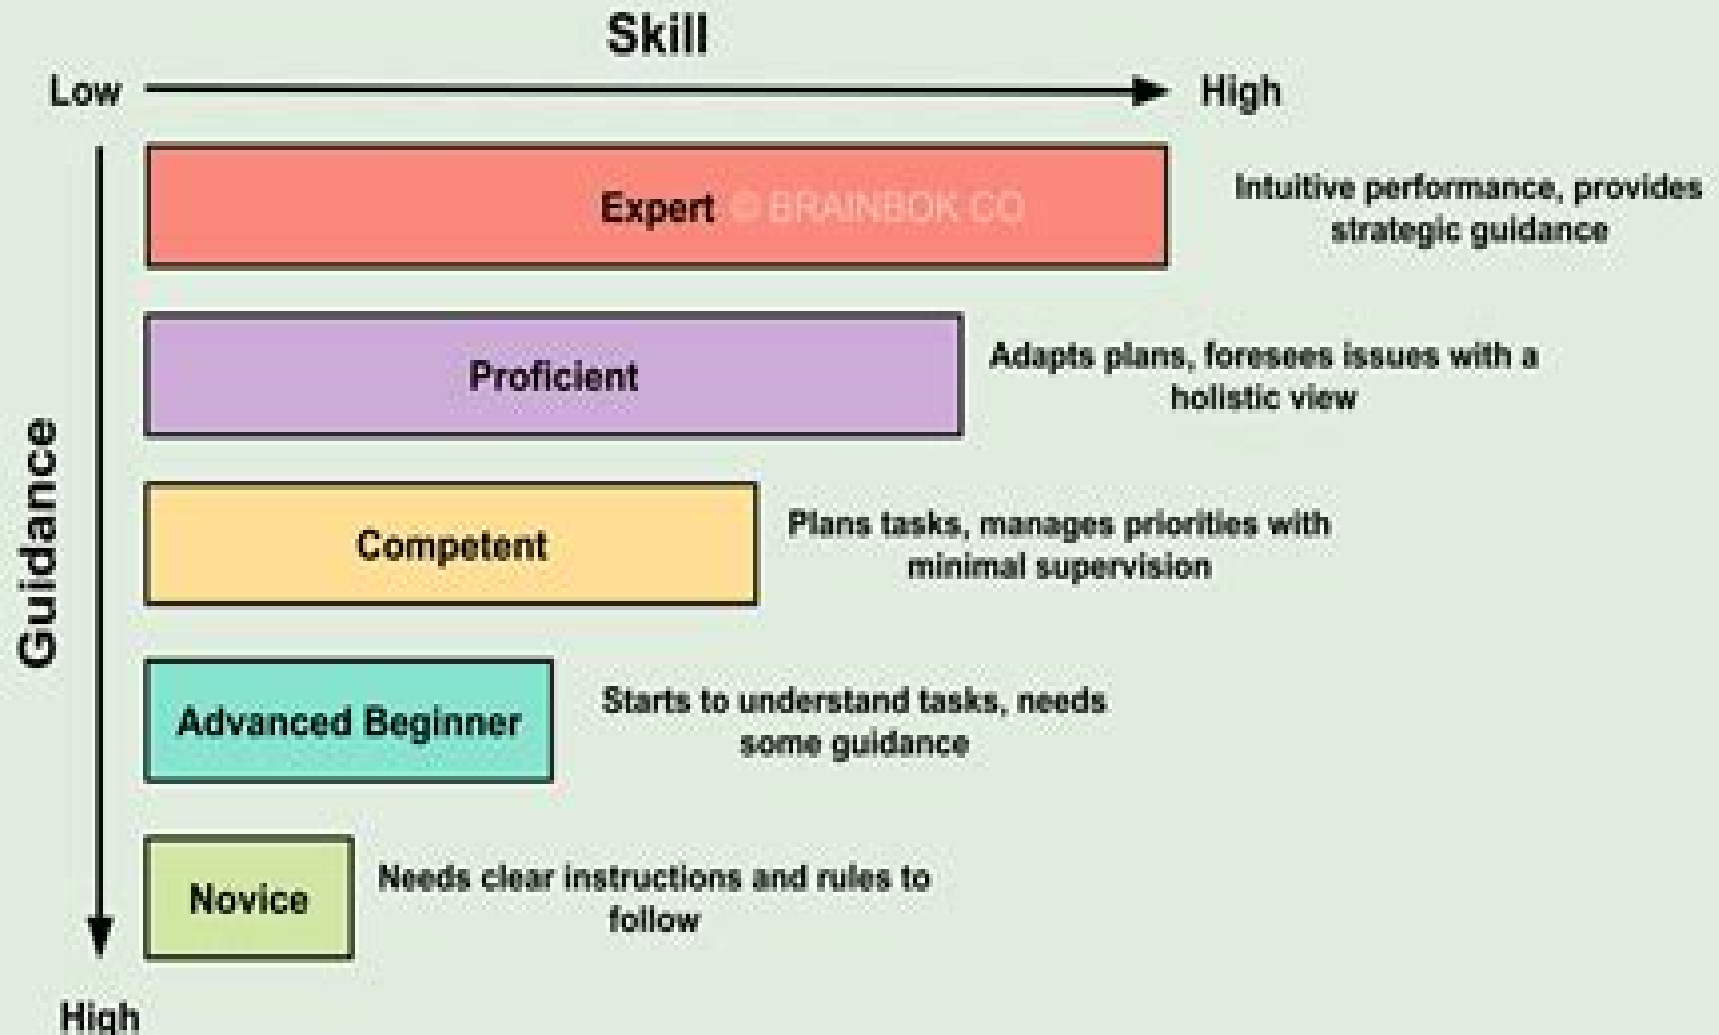 Skill
Low
High
Expert
© BRAINBOK CO
Intuitive performance, provides
strategic guidance
Proficient
Adapts plans, foresees issues with a
holistic view
Guidance
Competent
Plans tasks, manages priorities with
minimal supervision
Advanced Beginner
Starts to understand tasks, needs
some guidance
Novice
Needs clear instructions and rules to
follow
High